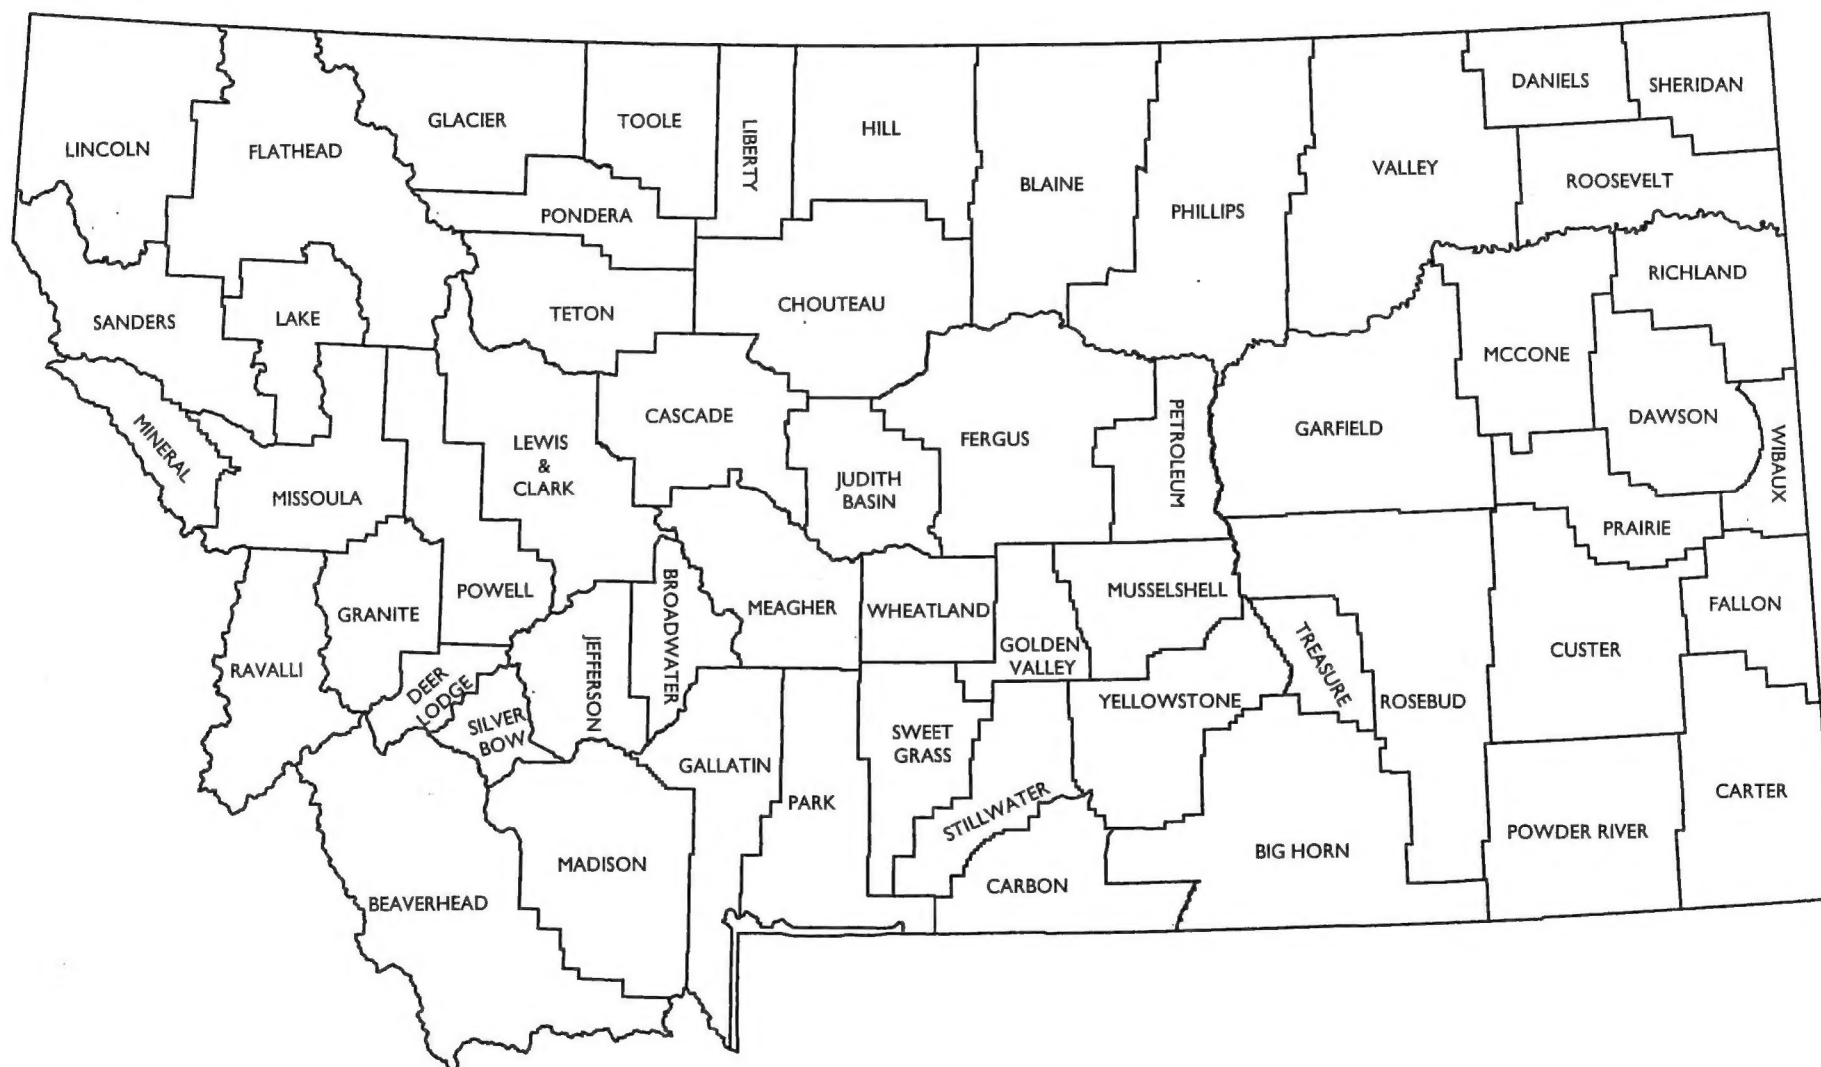 DANIELS
SHERIDAN
GLACIER
TOOLE
LIBERTY
HILL
LINCOLN
FLATHEAD
BLAINE
VALLEY
ROOSEVELT
PONDERA
PHILLIPS
RICHLAND
SANDERS
LAKE
TETON
CHOUTEAU
MCCONE
MINERAL
CASCADE
FERGUS
PETROLEUM
GARFIELD
DAWSON
WIBAUX
MISSOULA
LEWIS
&
CLARK
JUDITH
BASIN
PRAIRIE
POWELL
GRANITE
BROADWATER
MEAGHER
WHEATLAND
MUSSELSHELL
FALLON
RAVALLI
DEER
LODGE
JEFFERSON
GOLDEN
VALLEY
TREASURE
CUSTER
SILVER
BOW
YELLOWSTONE
ROSEBUD
SWEET
GRASS
GALLATIN
PARK
STILLWATER
CARTER
MADISON
BIG HORN
POWDER RIVER
BEAVERHEAD
CARBON